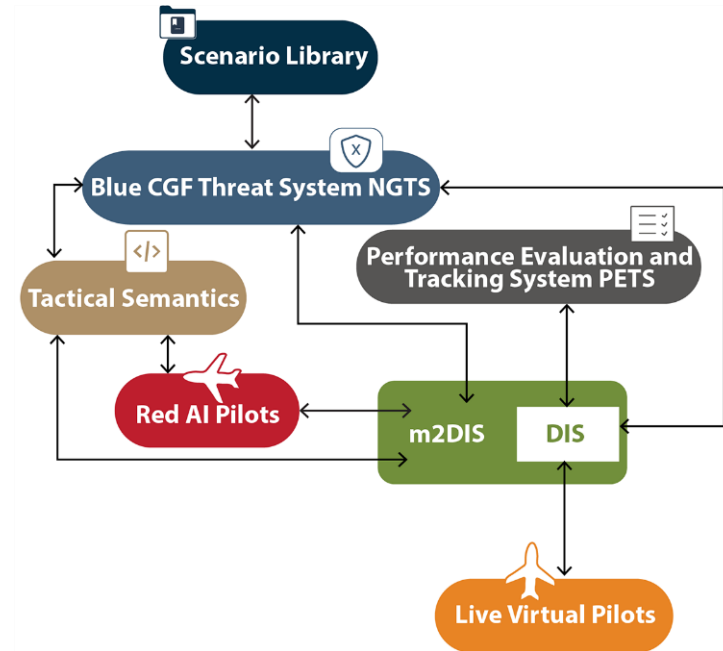 Scenario Library
X
Blue CGF Threat System NGTS
Performance Evaluation and
Tracking System PETS
</>
Tactical Semantics
Red AI Pilots
m2DIS
DIS
Live Virtual Pilots